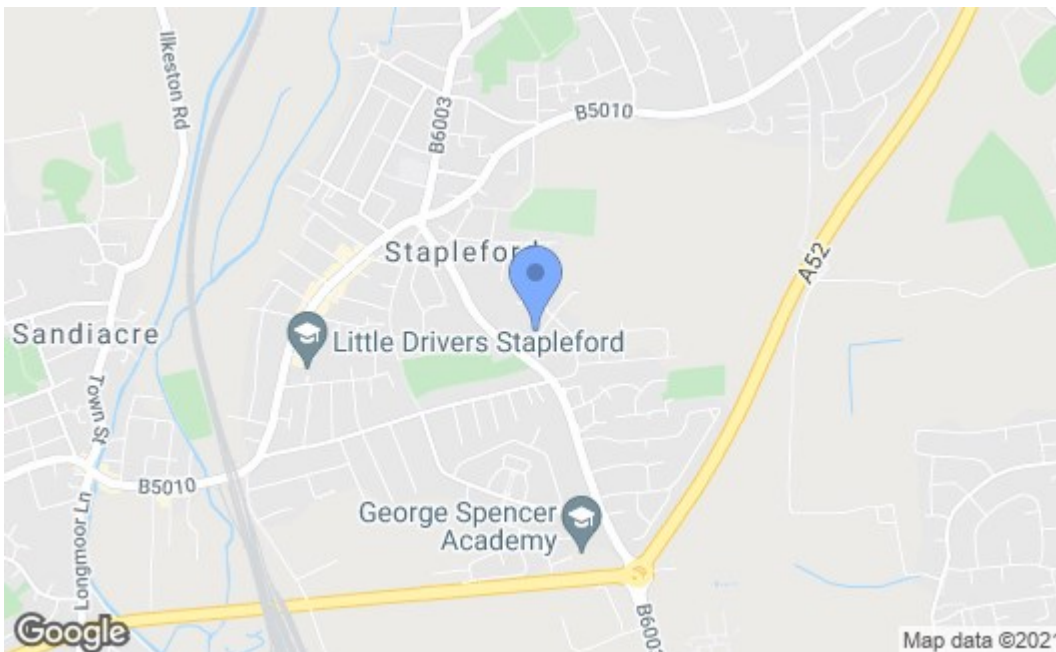 Ilkeston Rd
B6003
B5010
Stapleford
A52
Sandiacre
Little Drivers Stapleford
Town St
B5010
Longmoor Ln
George Spencer
Academy
B6003
Google
Map data ©2021